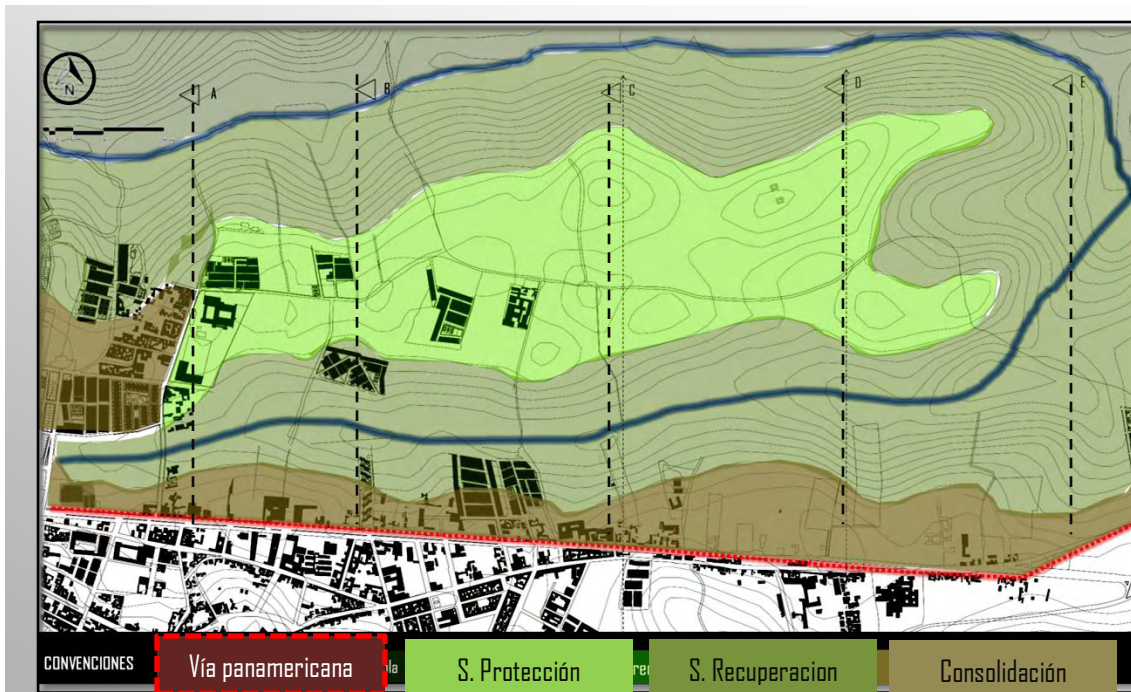 N
A
B
C
D
E
CONVENCIONES
Vía panamericana
S. Protección
S. Recuperacion
Consolidación